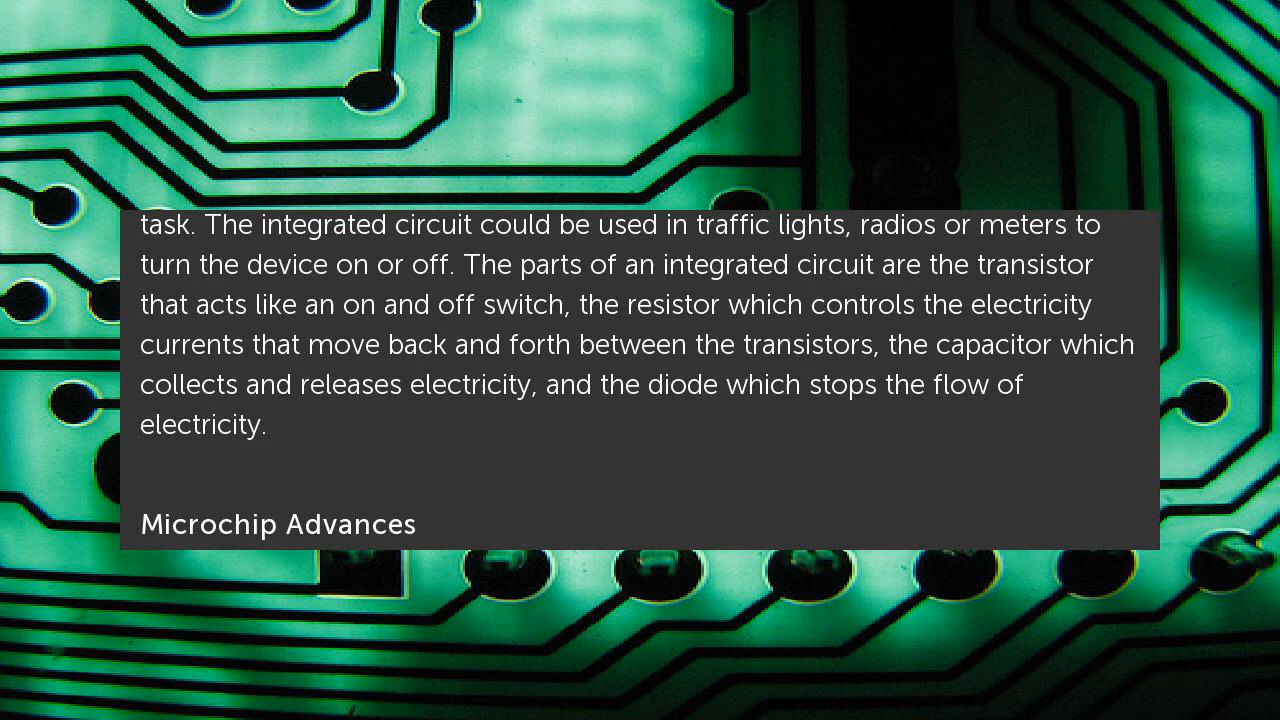 task. The integrated circuit could be used in traffic lights, radios or meters to
turn the device on or off. The parts of an integrated circuit are the transistor
that acts like an on and off switch, the resistor which controls the electricity
currents that move back and forth between the transistors, the capacitor which
collects and releases electricity, and the diode which stops the flow of
electricity.
Microchip Advances